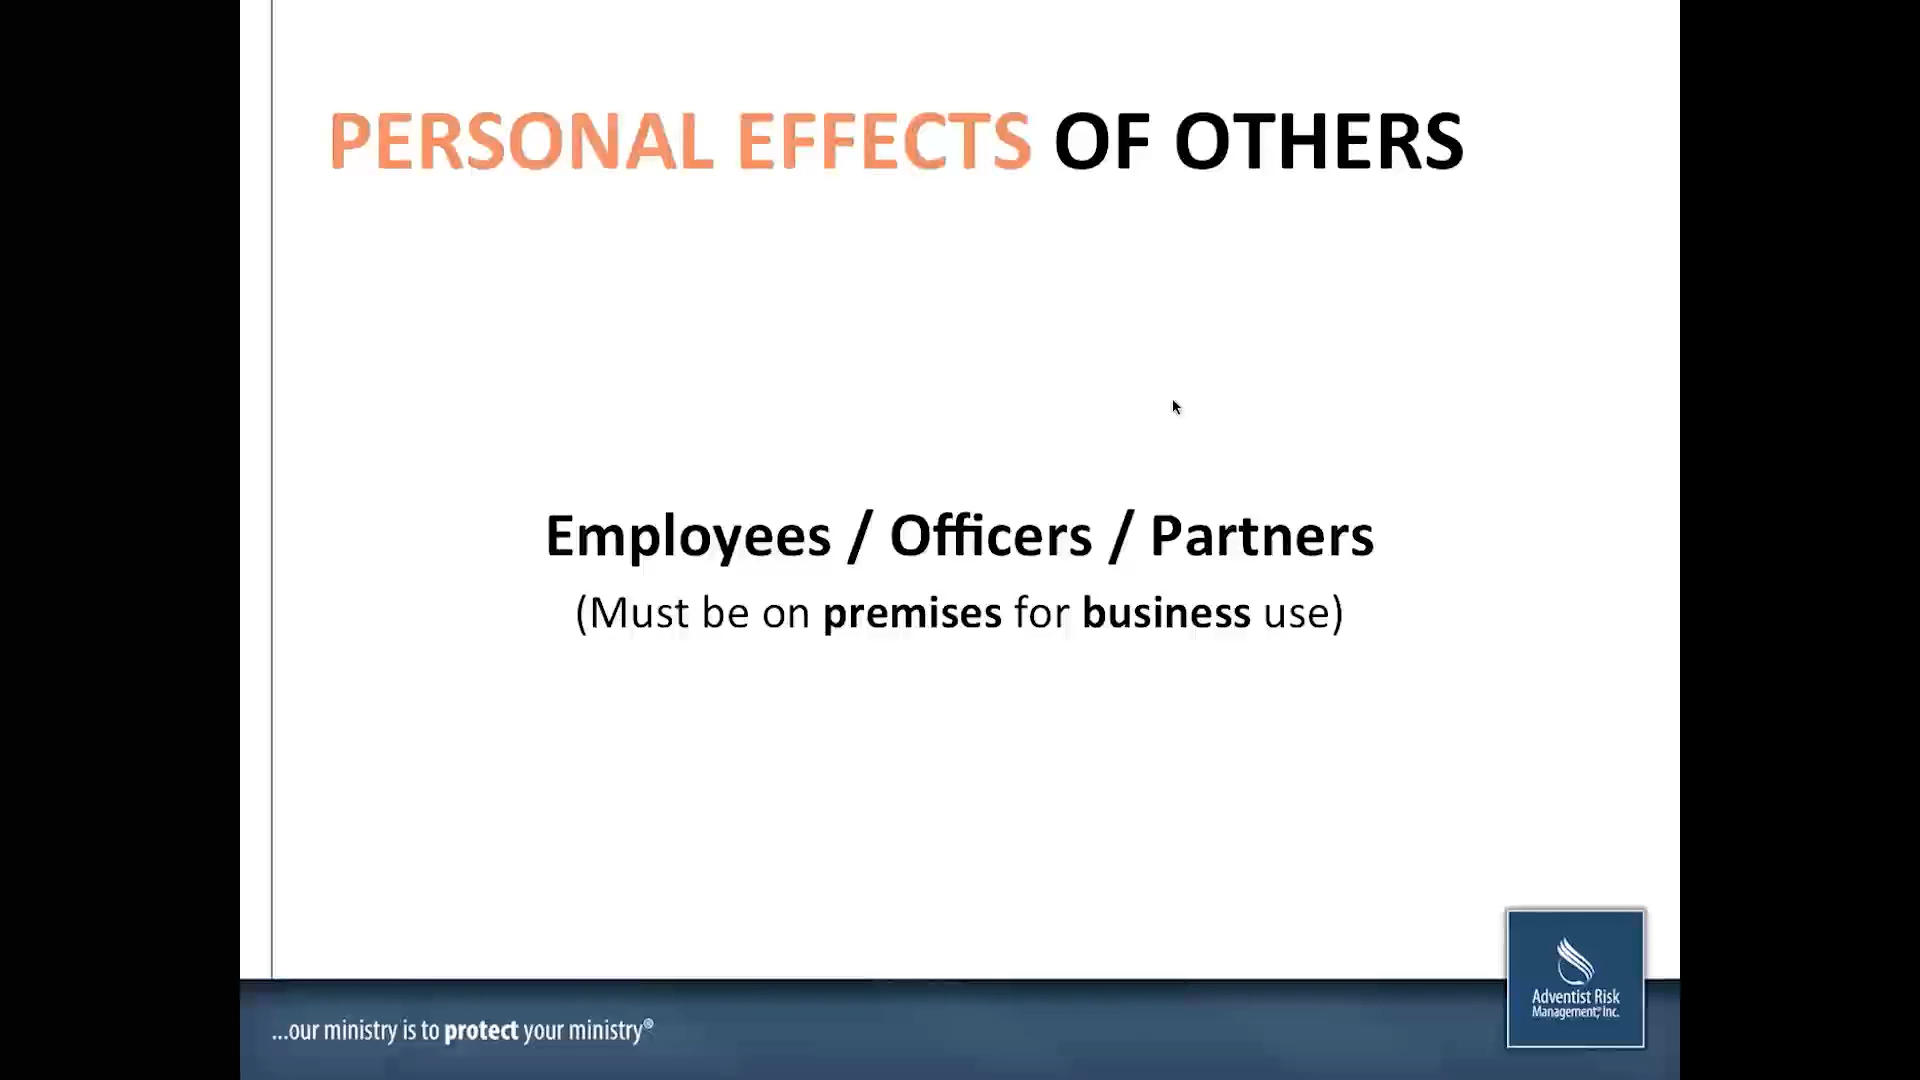 PERSONAL EFFECTS OF OTHERS
Employees / Officers / Partners
(Must be on premises for business use)
...our ministry is to protect your ministry®
Adventist Risk
Management, Inc.